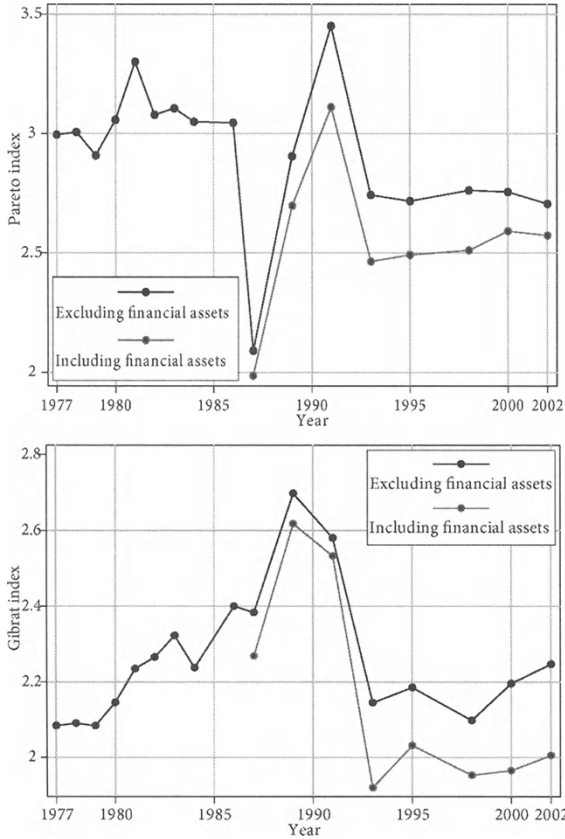 3.5
3
2.5
2
Pareto index
Excluding financial assets
Including financial assets
1977 1980 1985 1990 1995 2000 2002
Year
2.8
2.6
2.4
2.2
2
Gibrat index
Excluding financial assets
Including financial assets
1977 1980 1985 1990 1995 2000 2002
Year